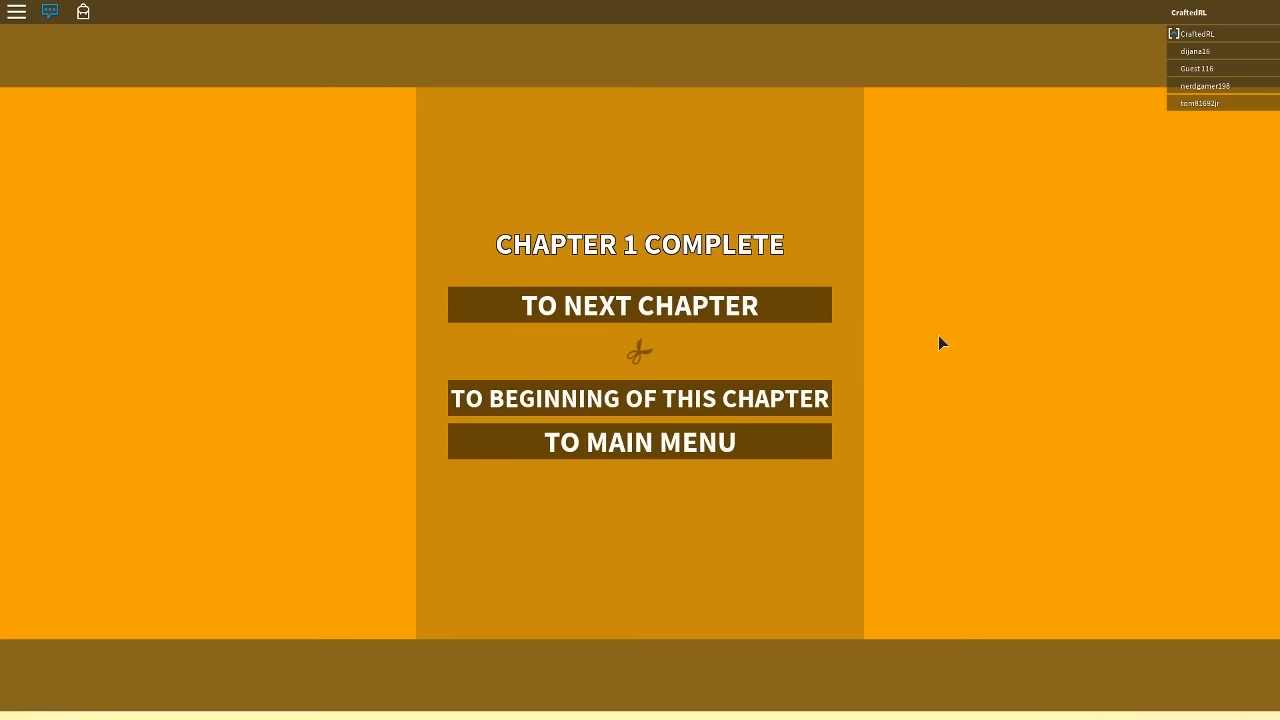 CraftedRL
CraftedRL
dijana16
Guest 116
nerdgamer198
tom81692jr
CHAPTER 1 COMPLETE
TO NEXT CHAPTER
TO BEGINNING OF THIS CHAPTER
TO MAIN MENU